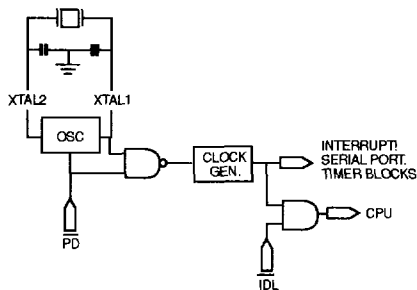 XTAL2
XTAL1
OSC
CLOCK
GEN.
INTERRUPT!
SERIAL PORT.
TIMER BLOCKS
CPU
PD
IDL